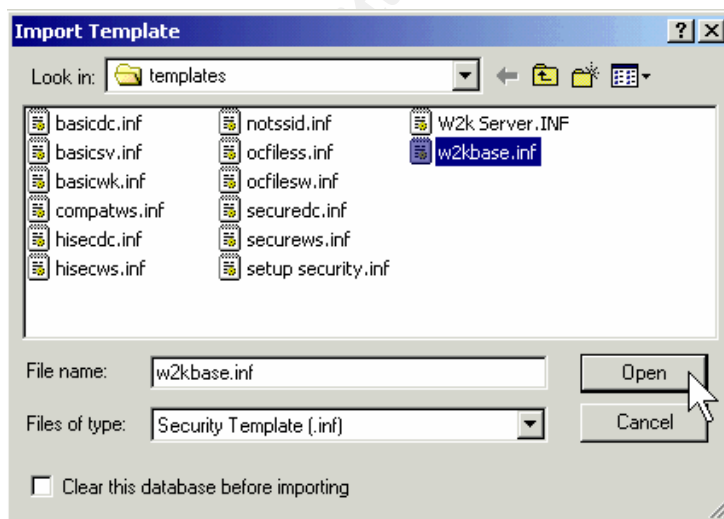 Import Template
Look in: templates
basicdc.inf
basicsv.inf
basicwk.inf
compatws.inf
hisecdc.inf
hisecws.inf
notssid.inf
ocfiless.inf
ocfilesw.inf
securedc.inf
securews.inf
setup security.inf
W2k Server.INF
w2kbase.inf
File name: w2kbase.inf
Open
Files of type: Security Template (.inf)
Cancel
Clear this database before importing